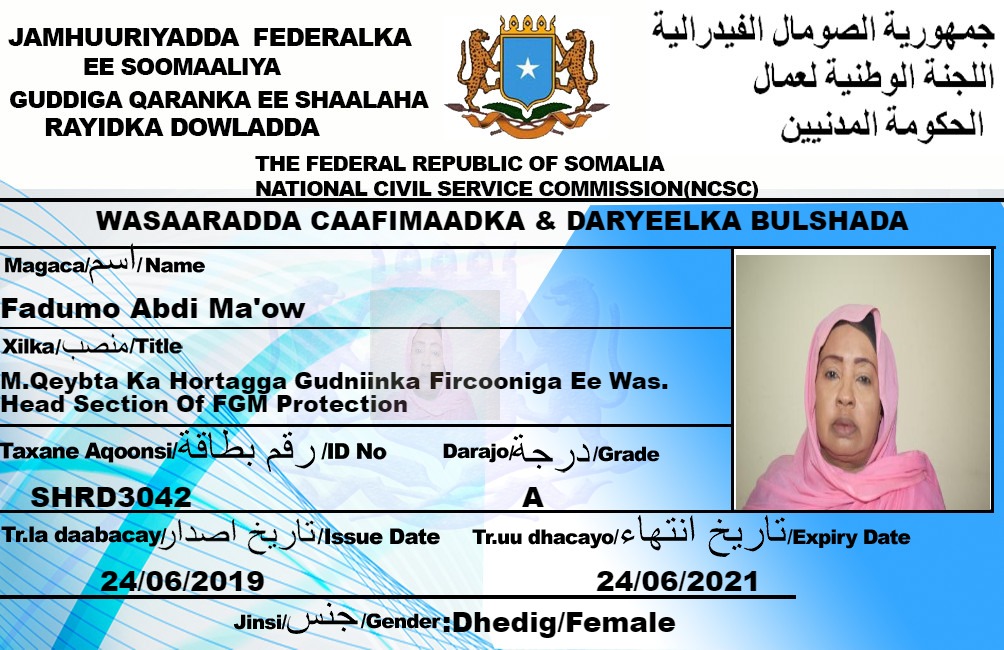 JAMHUURIYADDA FEDERALKA
EE SOOMAALIYA
GUDDIGA QARANKA EE SHAALAHA
RAYIDKA DOWLADDA
جمهورية الصومال الفيدرالية
اللجنة الوطنية لعمال
الحكومة المدنيين
THE FEDERAL REPUBLIC OF SOMALIA
NATIONAL CIVIL SERVICE COMMISSION(NCSC)
WASAARADDA CAAFIMAADKA & DARYEELKA BULSHADA
Magaca/اسم/Name
Fadumo Abdi Ma'ow
Xilka/منصب/Title
M.Qeybta Ka Hortagga Gudniinka Fircooniga Ee Was.
Head Section Of FGM Protection
Taxane Aqoonsi/رقم بطاقة/ID No Darajo/درجة/Grade
SHRD3042 A
Tr.la daabacay/تاريخ اصدار/Issue Date Tr.uu dhacayo/تاريخ انتهاء/Expiry Date
24/06/2019 24/06/2021
Jinsi/جنس/Gender:Dhedig/Female